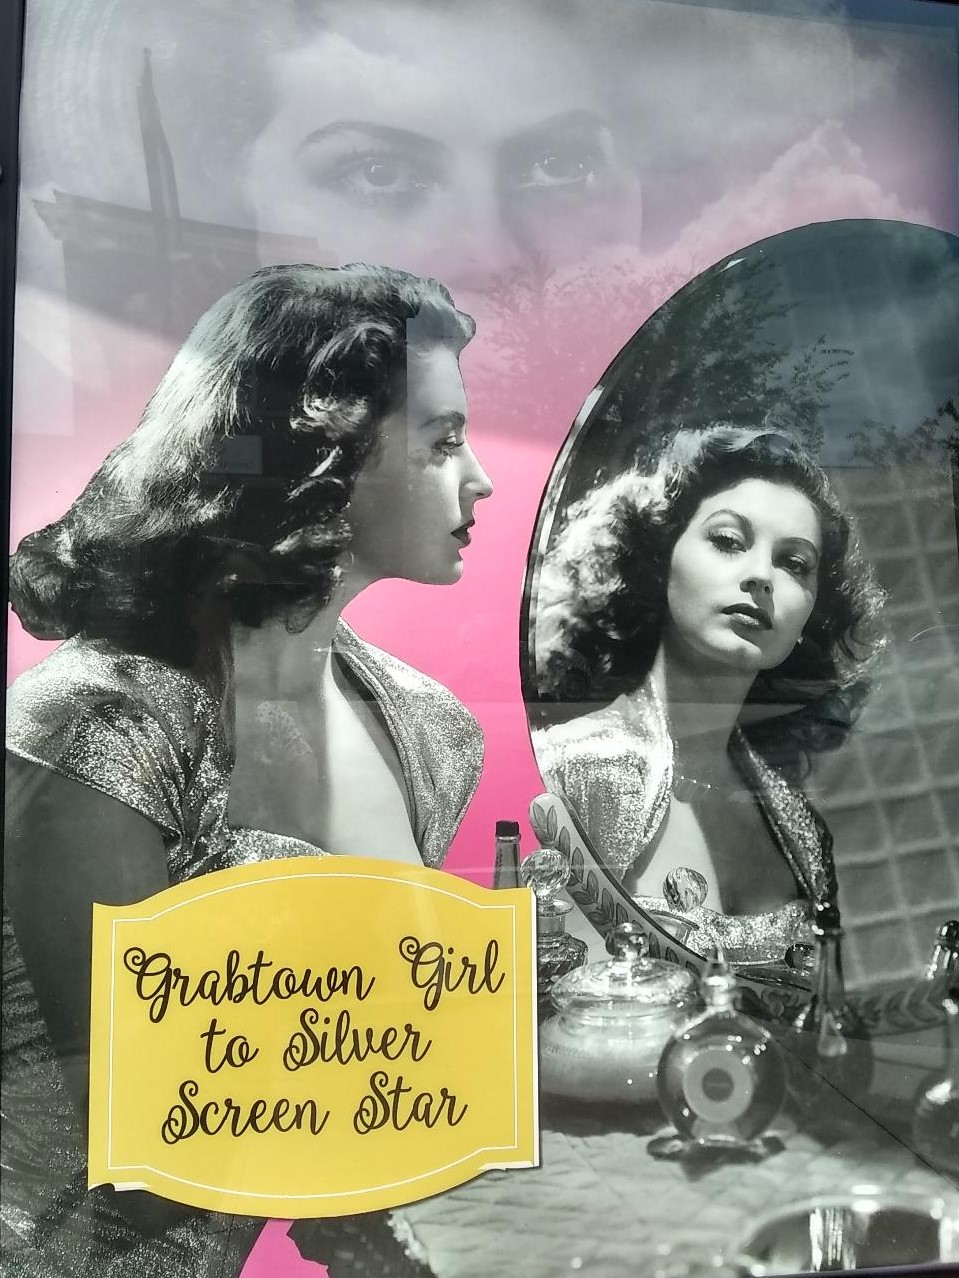 Grabtown Girl
to Silver
Screen Star